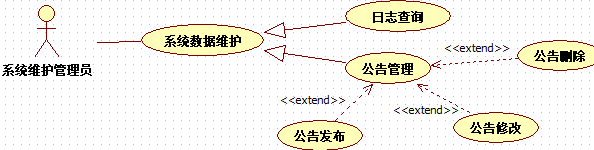 日志查询
系统数据维护
系统维护管理员
公告管理
<<extend>>
公告删除
<<extend>>
<<extend>>
公告发布
公告修改